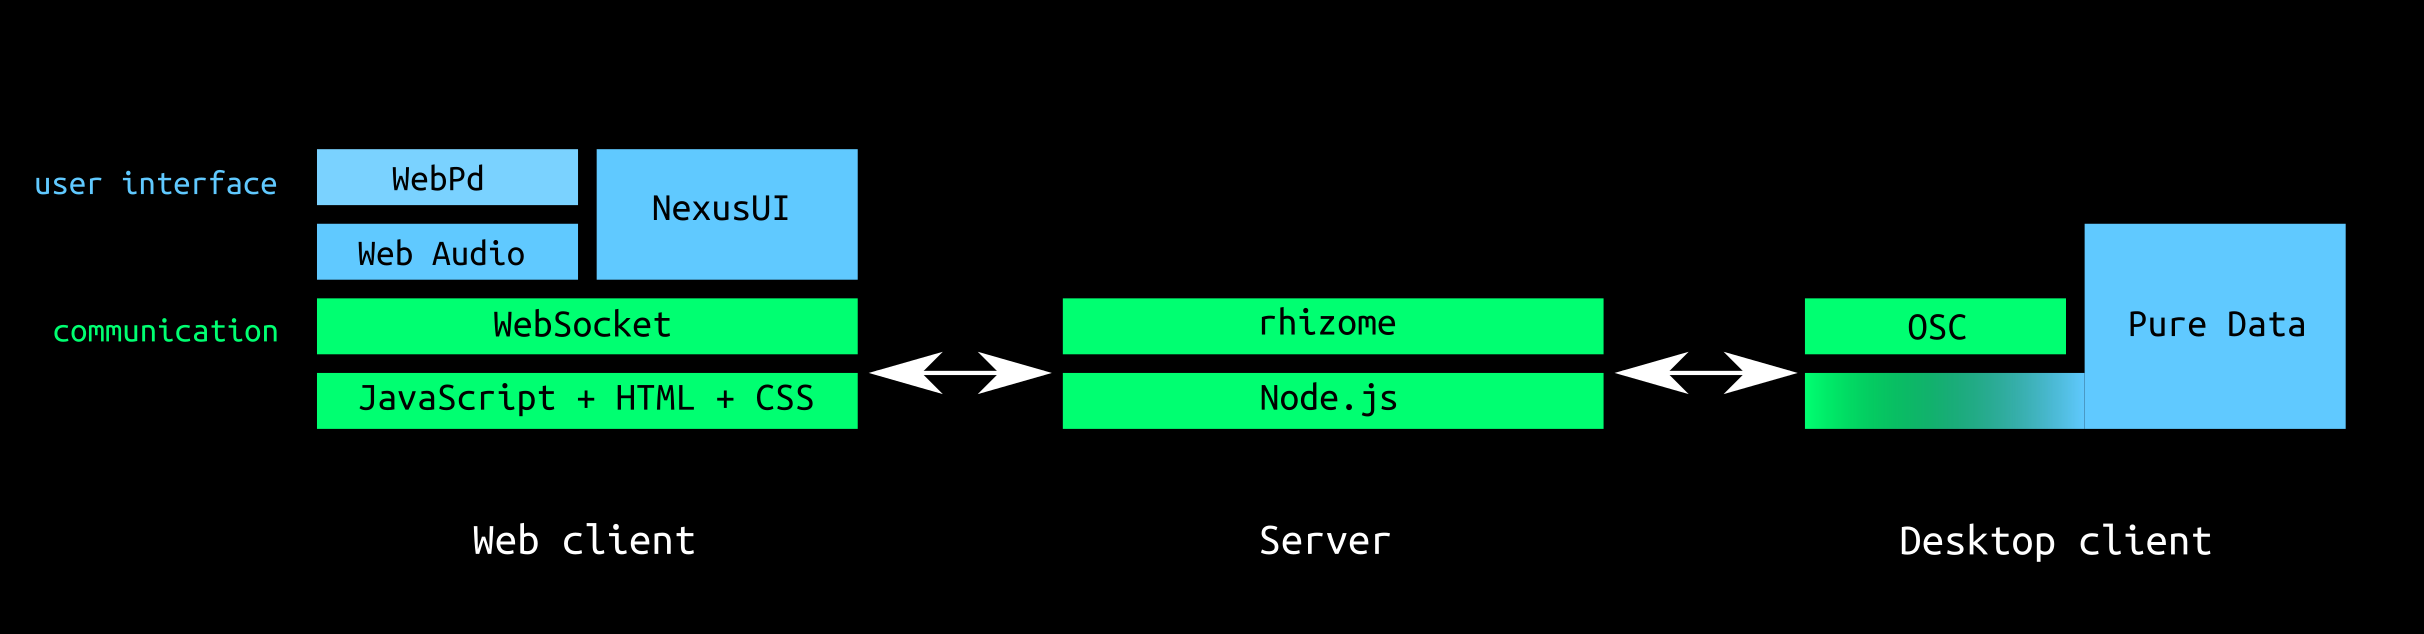 user interface
WebPd
NexusUI
Web Audio
communication
WebSocket
JavaScript + HTML + CSS
rhizome
Node.js
OSC
Pure Data
Web client
Server
Desktop client